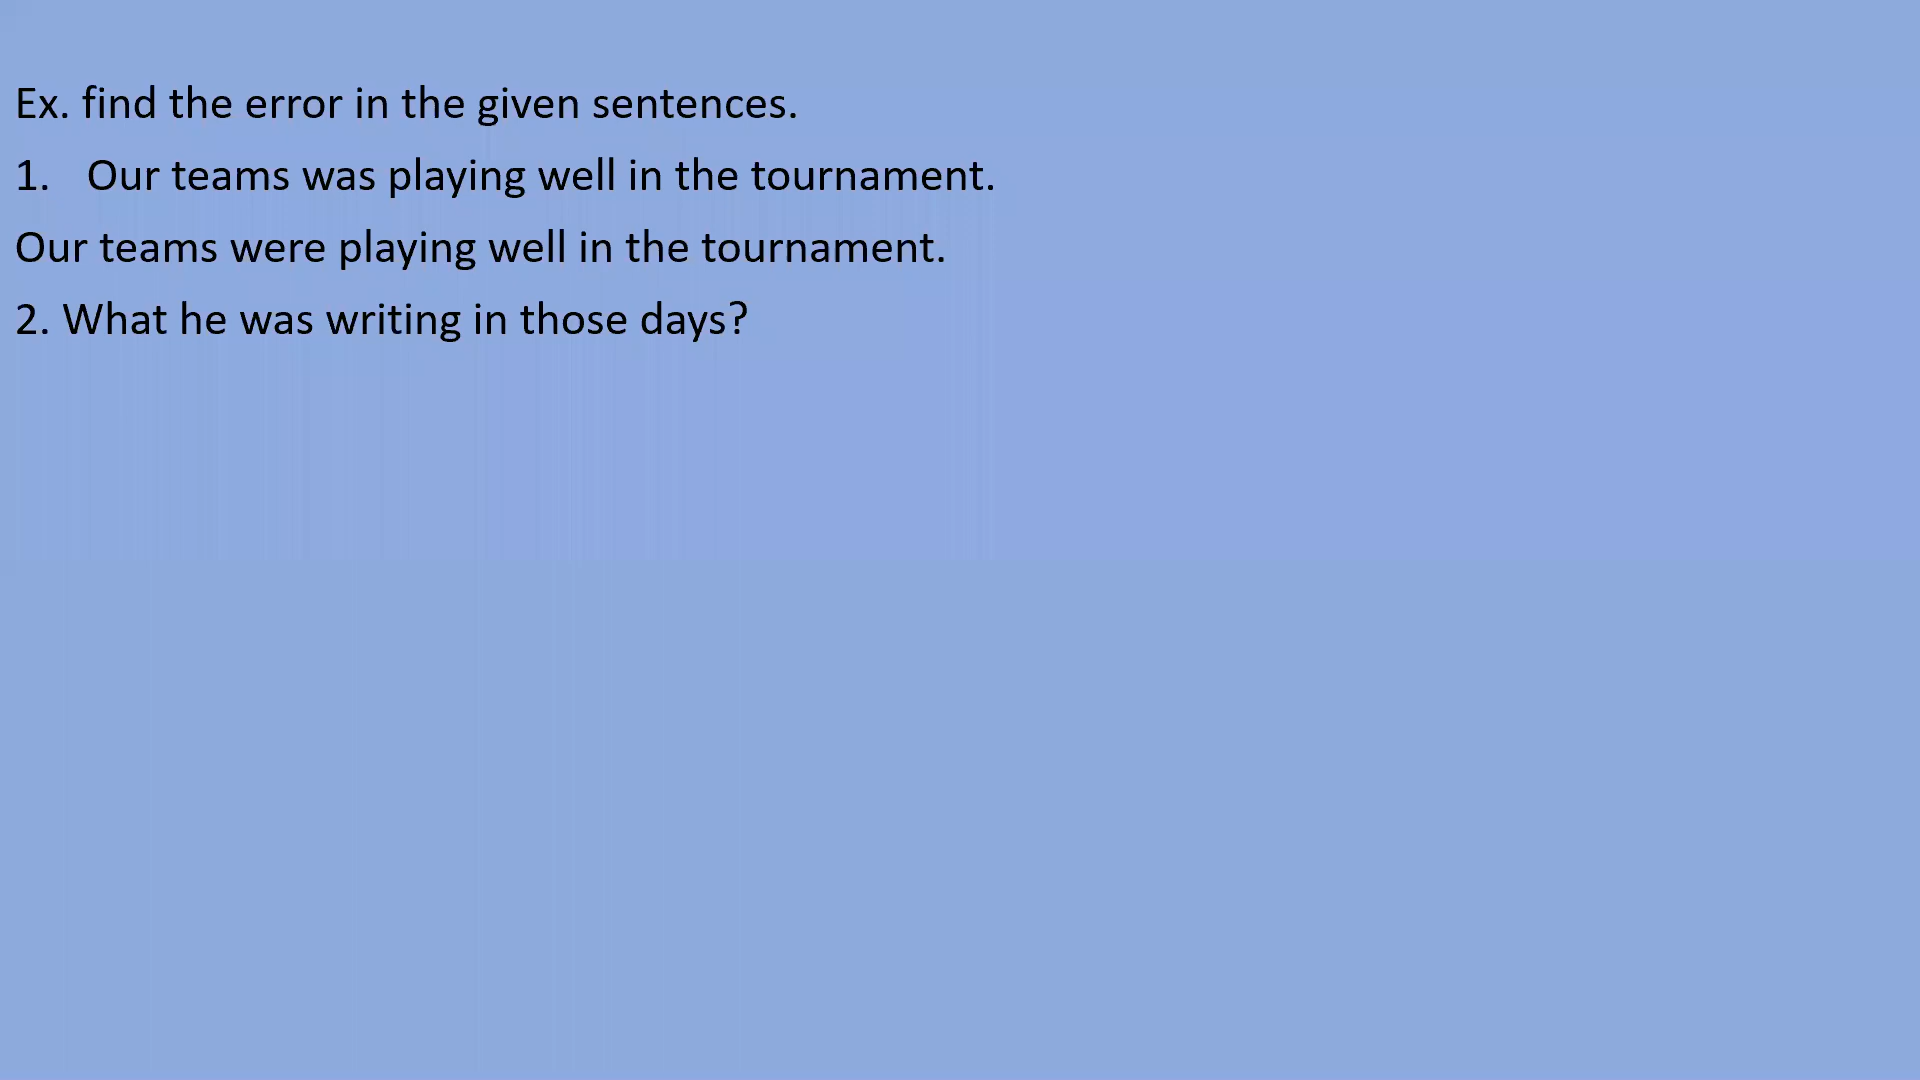 Ex. find the error in the given sentences.
1. Our teams was playing well in the tournament.
Our teams were playing well in the tournament.
2. What he was writing in those days?